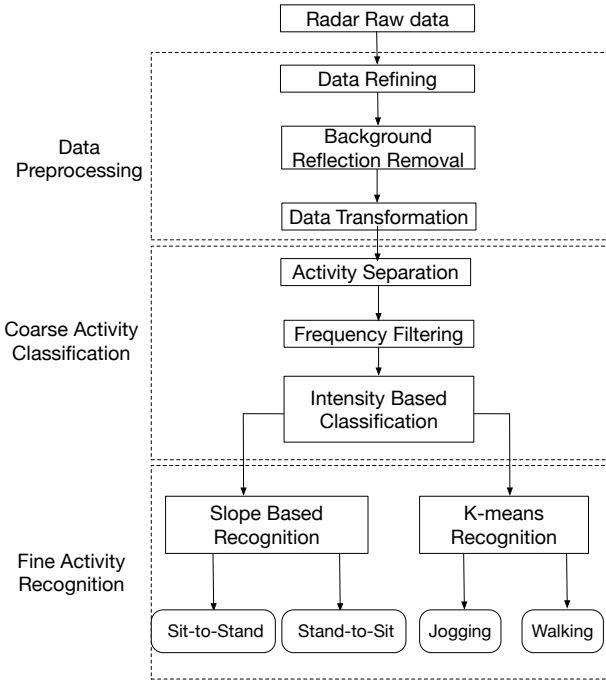 Radar Raw data
Data Refining
Data
Preprocessing
Background
Reflection Removal
Data Transformation
Activity Separation
Coarse Activity
Classification
Frequency Filtering
Intensity Based
Classification
Slope Based
Recognition
K-means
Recognition
Fine Activity
Recognition
Sit-to-Stand
Stand-to-Sit
Jogging
Walking